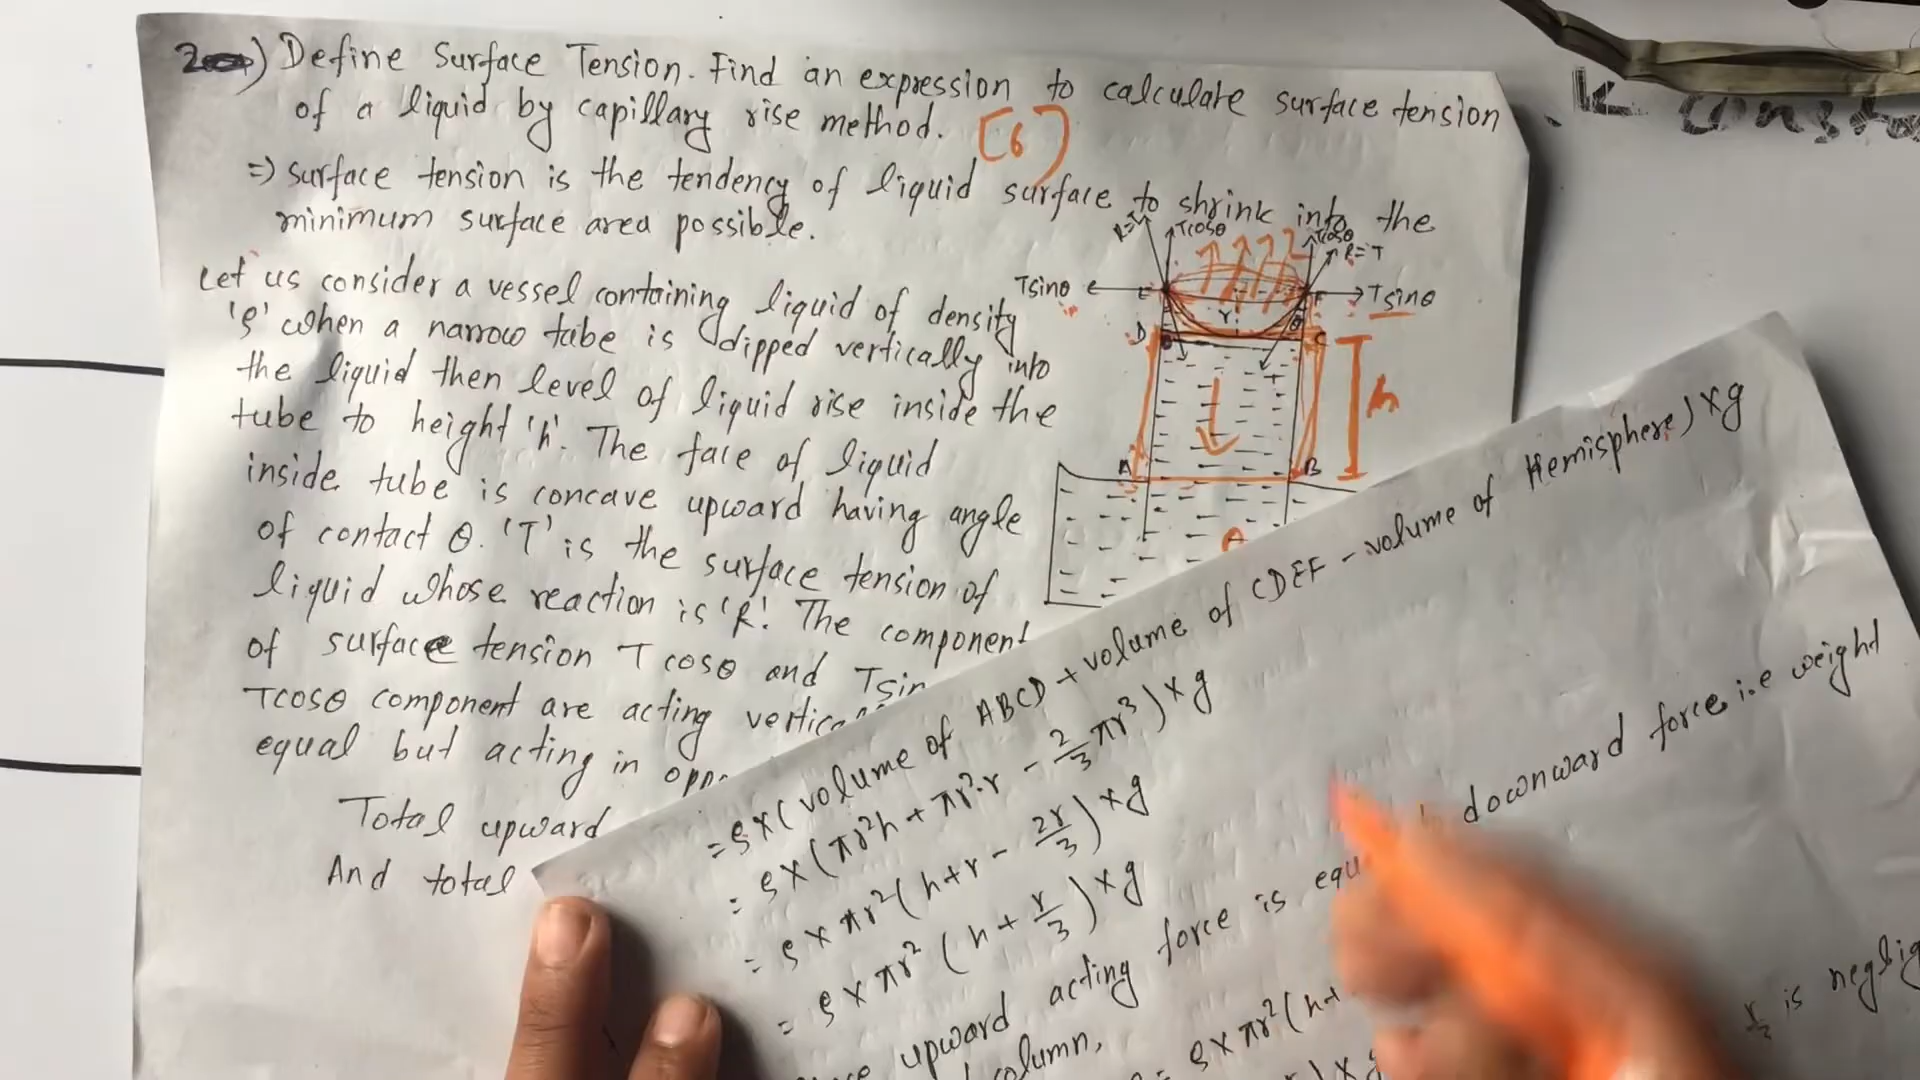 2) Define Surface Tension. Find an expression to calculate surface tension
of a liquid by capillary rise method. [6]
=) surface tension is the tendency of liquid surface to shrink into the
minimum surface area possible.
Let us consider a vessel containing liquid of density
'ρ' when a narrow tube is dipped vertically into
the liquid then level of liquid rise inside the
tube to height 'h'. The face of liquid
inside tube is concave upward having angle
of contact θ. 'T' is the surface tension of
liquid whose reaction is 'R'. The component
of surface tension T cosθ and Tsin
Tcosθ component are acting vertica
equal but acting in opp
Total upward
And total
R=T
Tcosθ
Tcosθ
R=T
Tsinθ
Tsinθ
E
F
r
θ
D
C
h
A
B
= ρ x (volume of ABCD + volume of CDEF - volume of Hemisphere) x g
= ρ x (πr²h + πr².r - 2/3 πr³) x g
= ρ x πr² (h + r - 2r/3) x g
= ρ x πr² (h + r/3) x g
upward acting force is equ downward force i.e weight
column,
= ρ x πr² (h+
is neglig